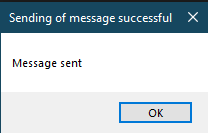 Sending of message successful
Message sent
OK